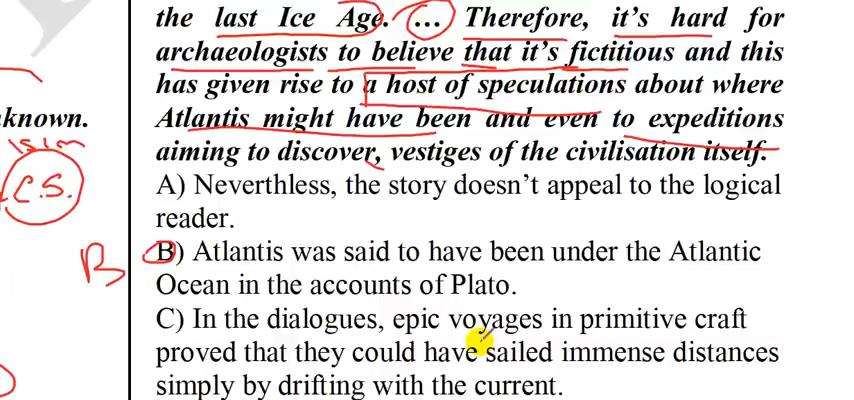 the last Ice Age. (...) Therefore, it's hard for
archaeologists to believe that it's fictitious and this
has given rise to a host of speculations about where
Atlantis might have been and even to expeditions
aiming to discover, vestiges of the civilisation itself.
A) Neverthless, the story doesn't appeal to the logical
reader.
B) Atlantis was said to have been under the Atlantic
Ocean in the accounts of Plato.
C) In the dialogues, epic voyages in primitive craft
proved that they could have sailed immense distances
simply by drifting with the current.
known.
isim
C.S.
B